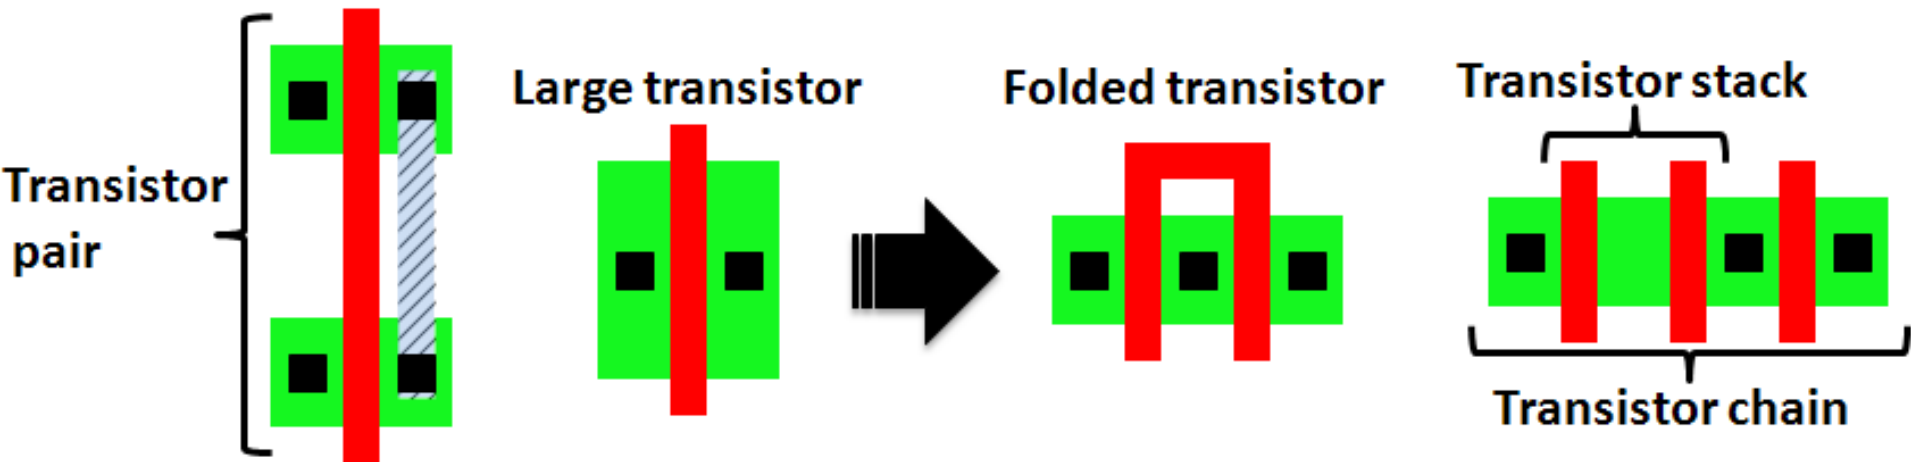 Transistor
pair
Large transistor
Folded transistor
Transistor stack
Transistor chain